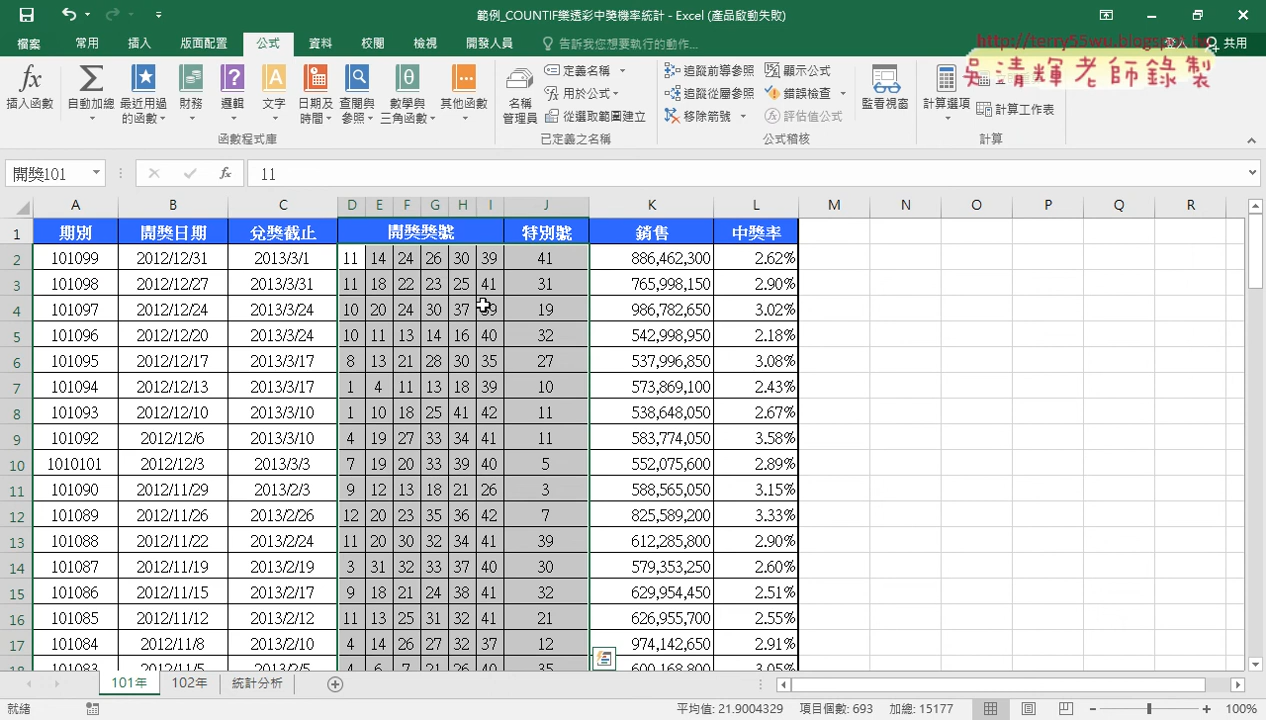 範例_COUNTIF樂透彩中獎機率統計 - Excel (產品啟動失敗)
檔案 常用 插入 版面配置 公式 資料 校閱 檢視 開發人員 告訴我您想要執行的動作... 登入 共用
http://terry55wu.blogspot.tw
吳清輝老師錄製
插入函數 自動加總 最近用過的函數 財務 邏輯 文字 日期及時間 查閱與參照 數學與三角函數 其他函數
名稱管理員 定義名稱 用於公式 從選取範圍建立
追蹤前導參照 追蹤從屬參照 移除箭號 顯示公式 錯誤檢查 評估值公式
監看視窗 計算選項 計算工作表
函數程式庫 已定義之名稱 公式稽核 計算
開獎101 fx 11
A B C D E F G H I J K L M N O P Q R
1 期別 開獎日期 兌獎截止 開獎獎號 特別號 銷售 中獎率
2 101099 2012/12/31 2013/3/1 11 14 24 26 30 39 41 886,462,300 2.62%
3 101098 2012/12/27 2013/3/31 11 18 22 23 25 41 31 765,998,150 2.90%
4 101097 2012/12/24 2013/3/24 10 20 24 30 37 39 19 986,782,650 3.02%
5 101096 2012/12/20 2013/3/24 10 11 13 14 16 40 32 542,998,950 2.18%
6 101095 2012/12/17 2013/3/17 8 13 21 28 30 35 27 537,996,850 3.08%
7 101094 2012/12/13 2013/3/17 1 4 11 13 18 39 10 573,869,100 2.43%
8 101093 2012/12/10 2013/3/10 1 10 18 25 41 42 11 538,648,050 2.67%
9 101092 2012/12/6 2013/3/10 4 19 27 33 34 41 11 583,774,050 3.58%
10 1010101 2012/12/3 2013/3/3 7 19 20 33 39 40 5 552,075,600 2.89%
11 101090 2012/11/29 2013/2/3 9 12 13 18 21 26 3 588,565,050 3.15%
12 101089 2012/11/26 2013/2/26 12 20 23 35 36 42 7 825,589,200 3.33%
13 101088 2012/11/22 2013/2/24 11 20 30 32 34 41 39 612,285,800 2.90%
14 101087 2012/11/19 2013/2/19 3 31 32 33 37 40 30 579,353,250 2.60%
15 101086 2012/11/15 2013/2/17 9 18 21 24 38 41 32 629,954,450 2.51%
16 101085 2012/11/12 2013/2/12 11 13 25 31 32 41 21 626,955,700 2.55%
17 101084 2012/11/8 2013/2/10 4 14 26 27 32 37 12 974,142,650 2.91%
18 101083 2012/11/5 2013/2/5 4 6 7 21 26 40 35 600,168,800 3.05%
101年 102年 統計分析
就緒 平均值: 21.9004329 項目個數: 693 加總: 15177 100%